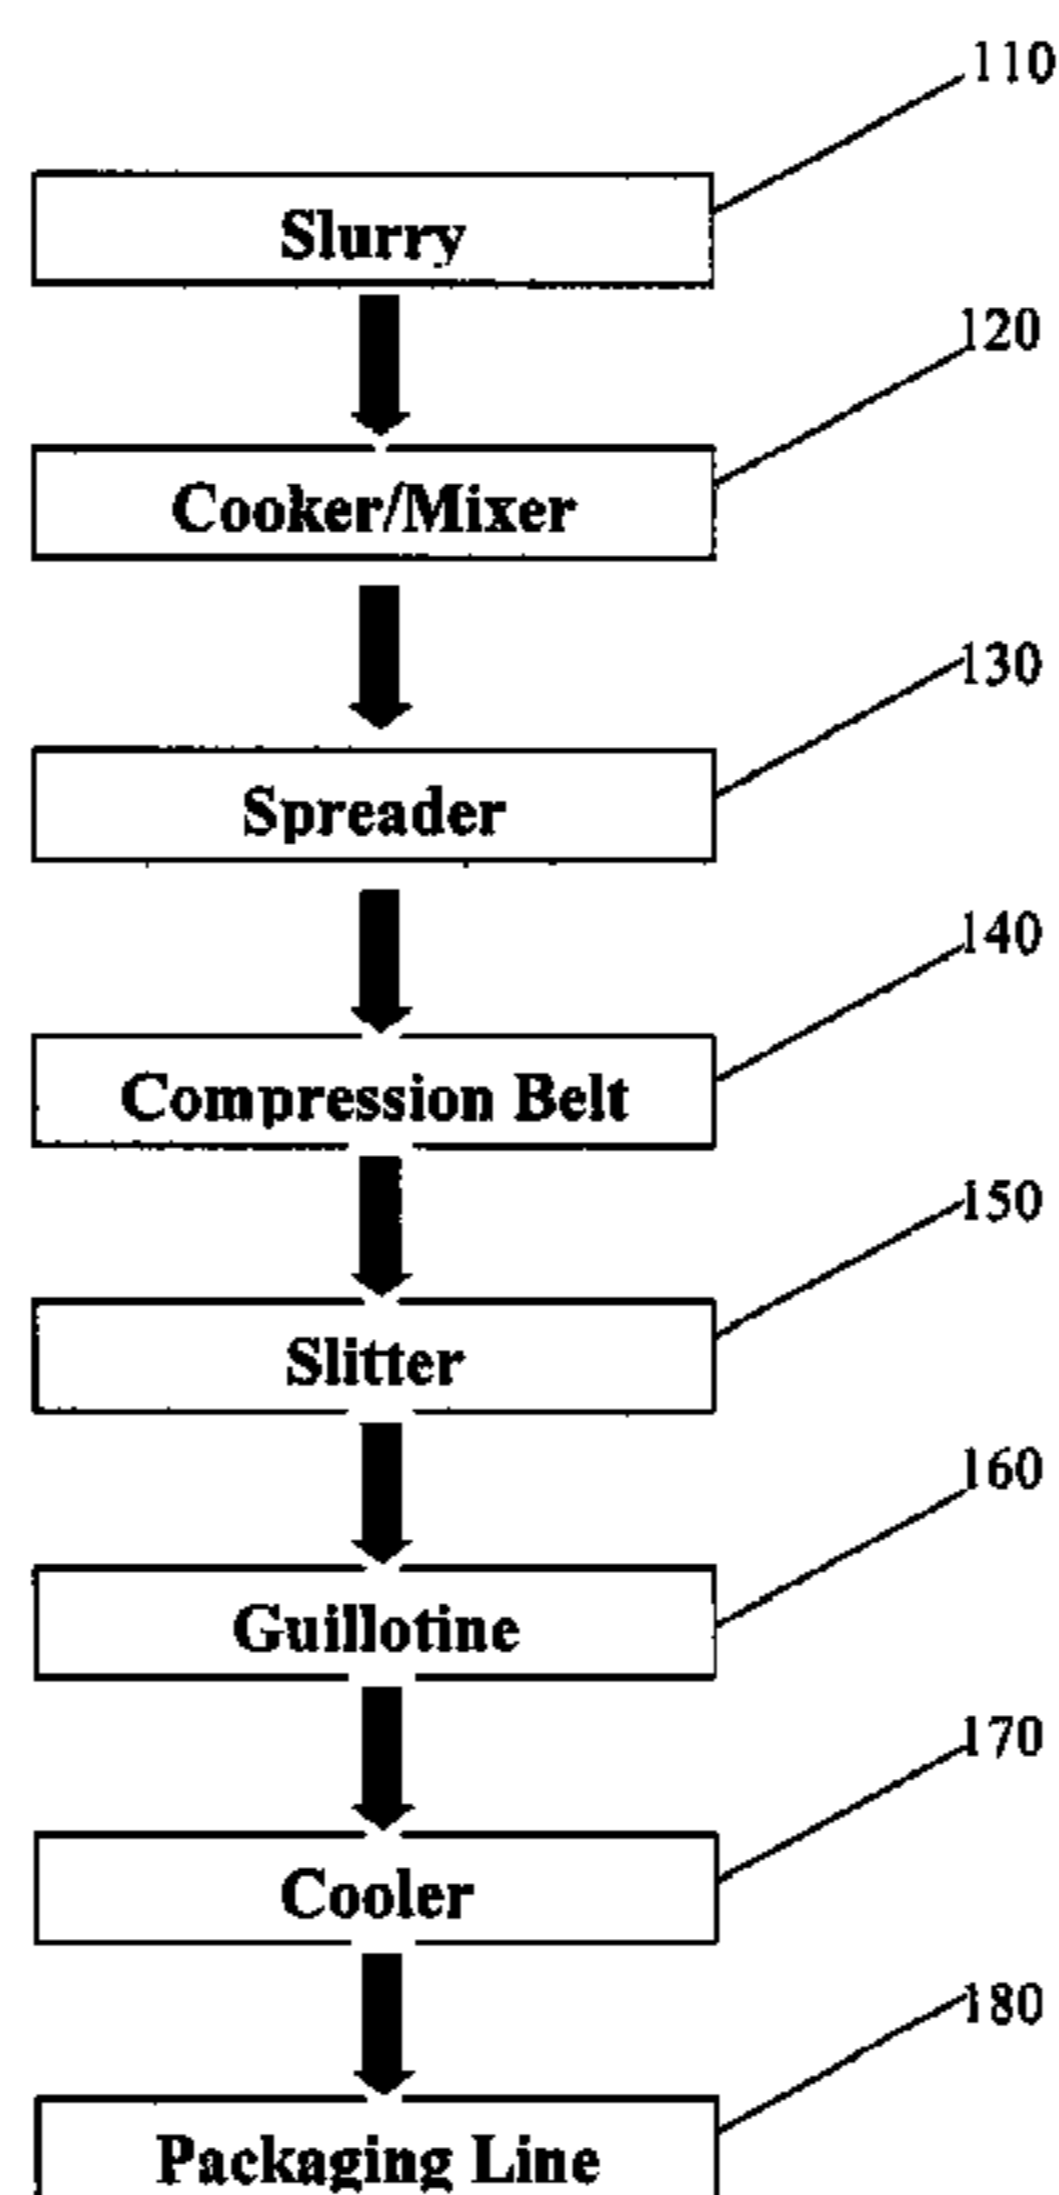 110
Slurry
120
Cooker/Mixer
130
Spreader
140
Compression Belt
150
Slitter
160
Guillotine
170
Cooler
180
Packaging Line